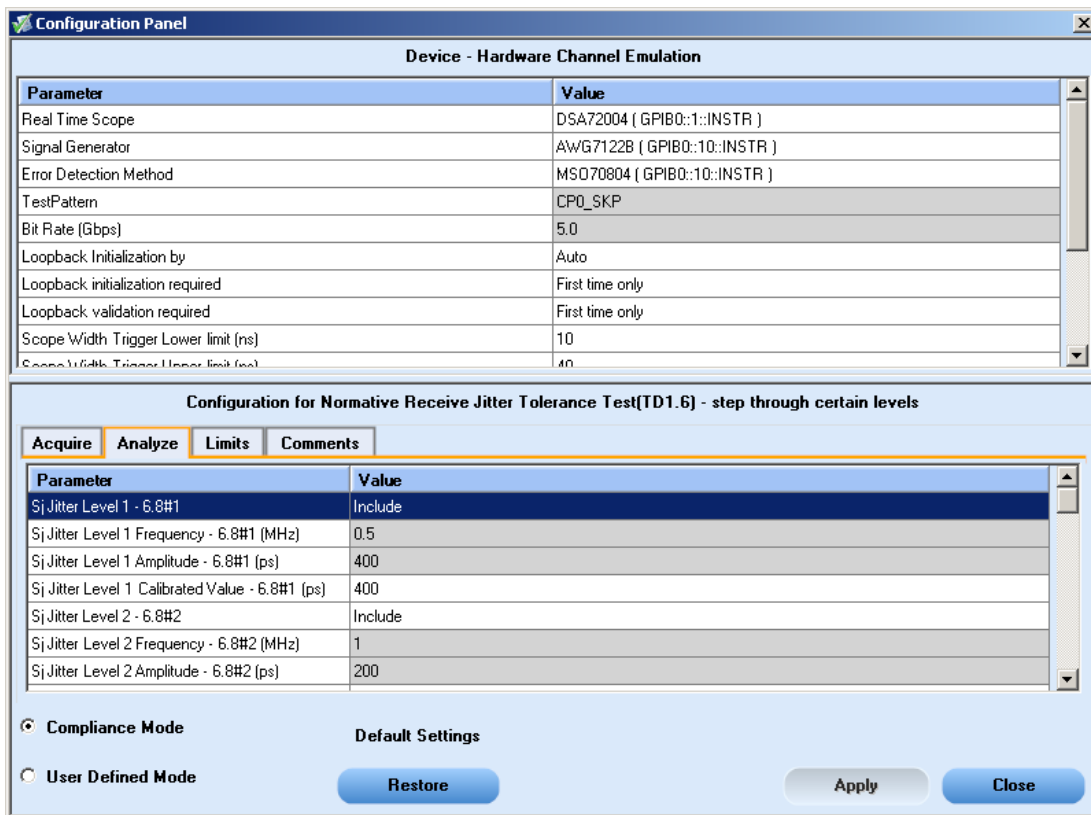 Configuration Panel
Device - Hardware Channel Emulation
Parameter Value
Real Time Scope DSA72004 ( GPIB0::1::INSTR )
Signal Generator AWG7122B ( GPIB0::10::INSTR )
Error Detection Method MSO70804 ( GPIB0::10::INSTR )
TestPattern CP0_SKP
Bit Rate (Gbps) 5.0
Loopback Initialization by Auto
Loopback initialization required First time only
Loopback validation required First time only
Scope Width Trigger Lower limit (ns) 10
Scope Width Trigger Upper limit (ns) 40
Configuration for Normative Receive Jitter Tolerance Test(TD1.6) - step through certain levels
Acquire Analyze Limits Comments
Parameter Value
Sj Jitter Level 1 - 6.8#1 Include
Sj Jitter Level 1 Frequency - 6.8#1 (MHz) 0.5
Sj Jitter Level 1 Amplitude - 6.8#1 (ps) 400
Sj Jitter Level 1 Calibrated Value - 6.8#1 (ps) 400
Sj Jitter Level 2 - 6.8#2 Include
Sj Jitter Level 2 Frequency - 6.8#2 (MHz) 1
Sj Jitter Level 2 Amplitude - 6.8#2 (ps) 200
Compliance Mode
Default Settings
User Defined Mode
Restore Apply Close